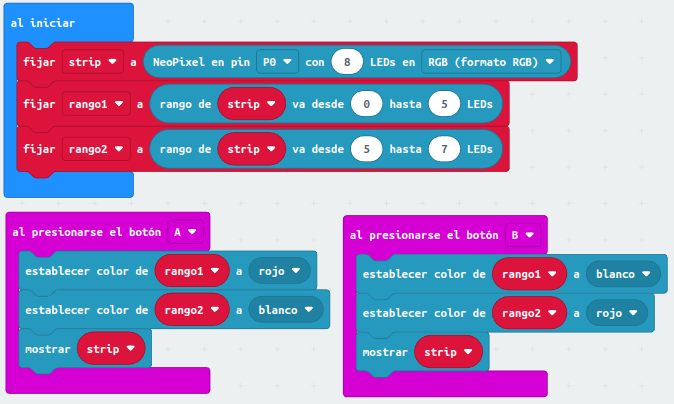 al iniciar
fijar strip a NeoPixel en pin P0 con 8 LEDs en RGB (formato RGB)
fijar rango1 a rango de strip va desde 0 hasta 5 LEDs
fijar rango2 a rango de strip va desde 5 hasta 7 LEDs
al presionarse el botón A
establecer color de rango1 a rojo
establecer color de rango2 a blanco
mostrar strip
al presionarse el botón B
establecer color de rango1 a blanco
establecer color de rango2 a rojo
mostrar strip